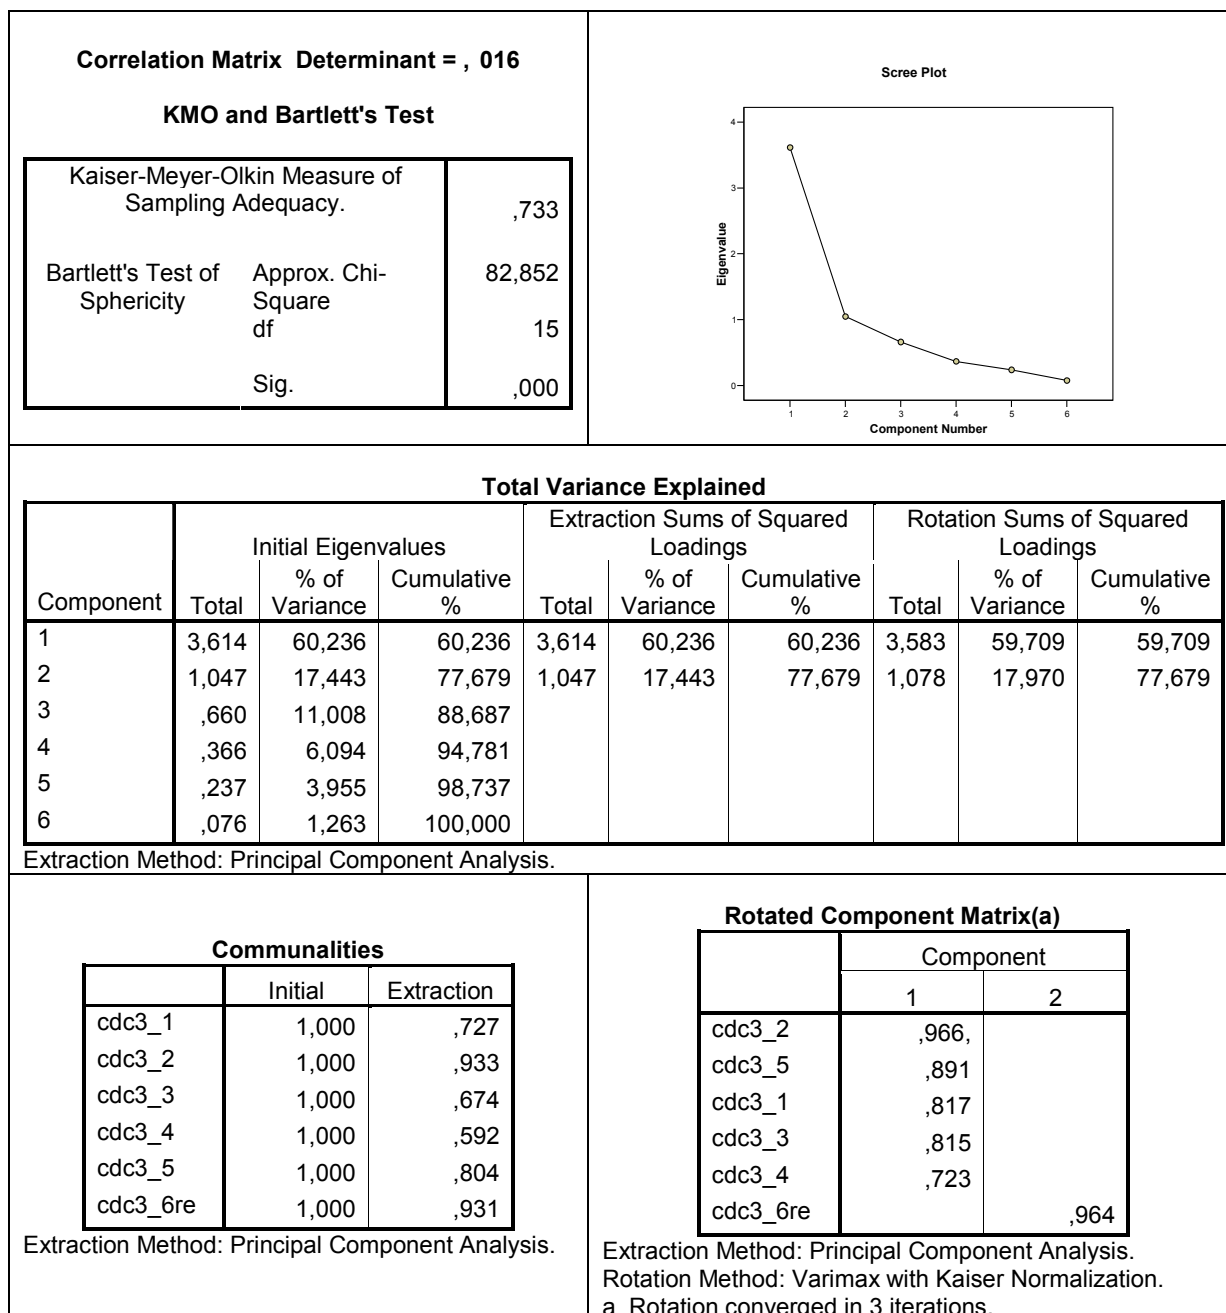 Correlation Matrix Determinant = , 016
KMO and Bartlett's Test
Kaiser-Meyer-Olkin Measure of
Sampling Adequacy. ,733
Bartlett's Test of Approx. Chi- 82,852
Sphericity Square
df 15
Sig. ,000
Scree Plot
4
3
2
1
0
Eigenvalue
1 2 3 4 5 6
Component Number
Total Variance Explained
Component Initial Eigenvalues Extraction Sums of Squared Loadings Rotation Sums of Squared Loadings
Total % of Variance Cumulative % Total % of Variance Cumulative % Total % of Variance Cumulative %
1 3,614 60,236 60,236 3,614 60,236 60,236 3,583 59,709 59,709
2 1,047 17,443 77,679 1,047 17,443 77,679 1,078 17,970 77,679
3 ,660 11,008 88,687
4 ,366 6,094 94,781
5 ,237 3,955 98,737
6 ,076 1,263 100,000
Extraction Method: Principal Component Analysis.
Communalities
Initial Extraction
cdc3_1 1,000 ,727
cdc3_2 1,000 ,933
cdc3_3 1,000 ,674
cdc3_4 1,000 ,592
cdc3_5 1,000 ,804
cdc3_6re 1,000 ,931
Extraction Method: Principal Component Analysis.
Rotated Component Matrix(a)
Component
1 2
cdc3_2 ,966,
cdc3_5 ,891
cdc3_1 ,817
cdc3_3 ,815
cdc3_4 ,723
cdc3_6re ,964
Extraction Method: Principal Component Analysis.
Rotation Method: Varimax with Kaiser Normalization.
a Rotation converged in 3 iterations.